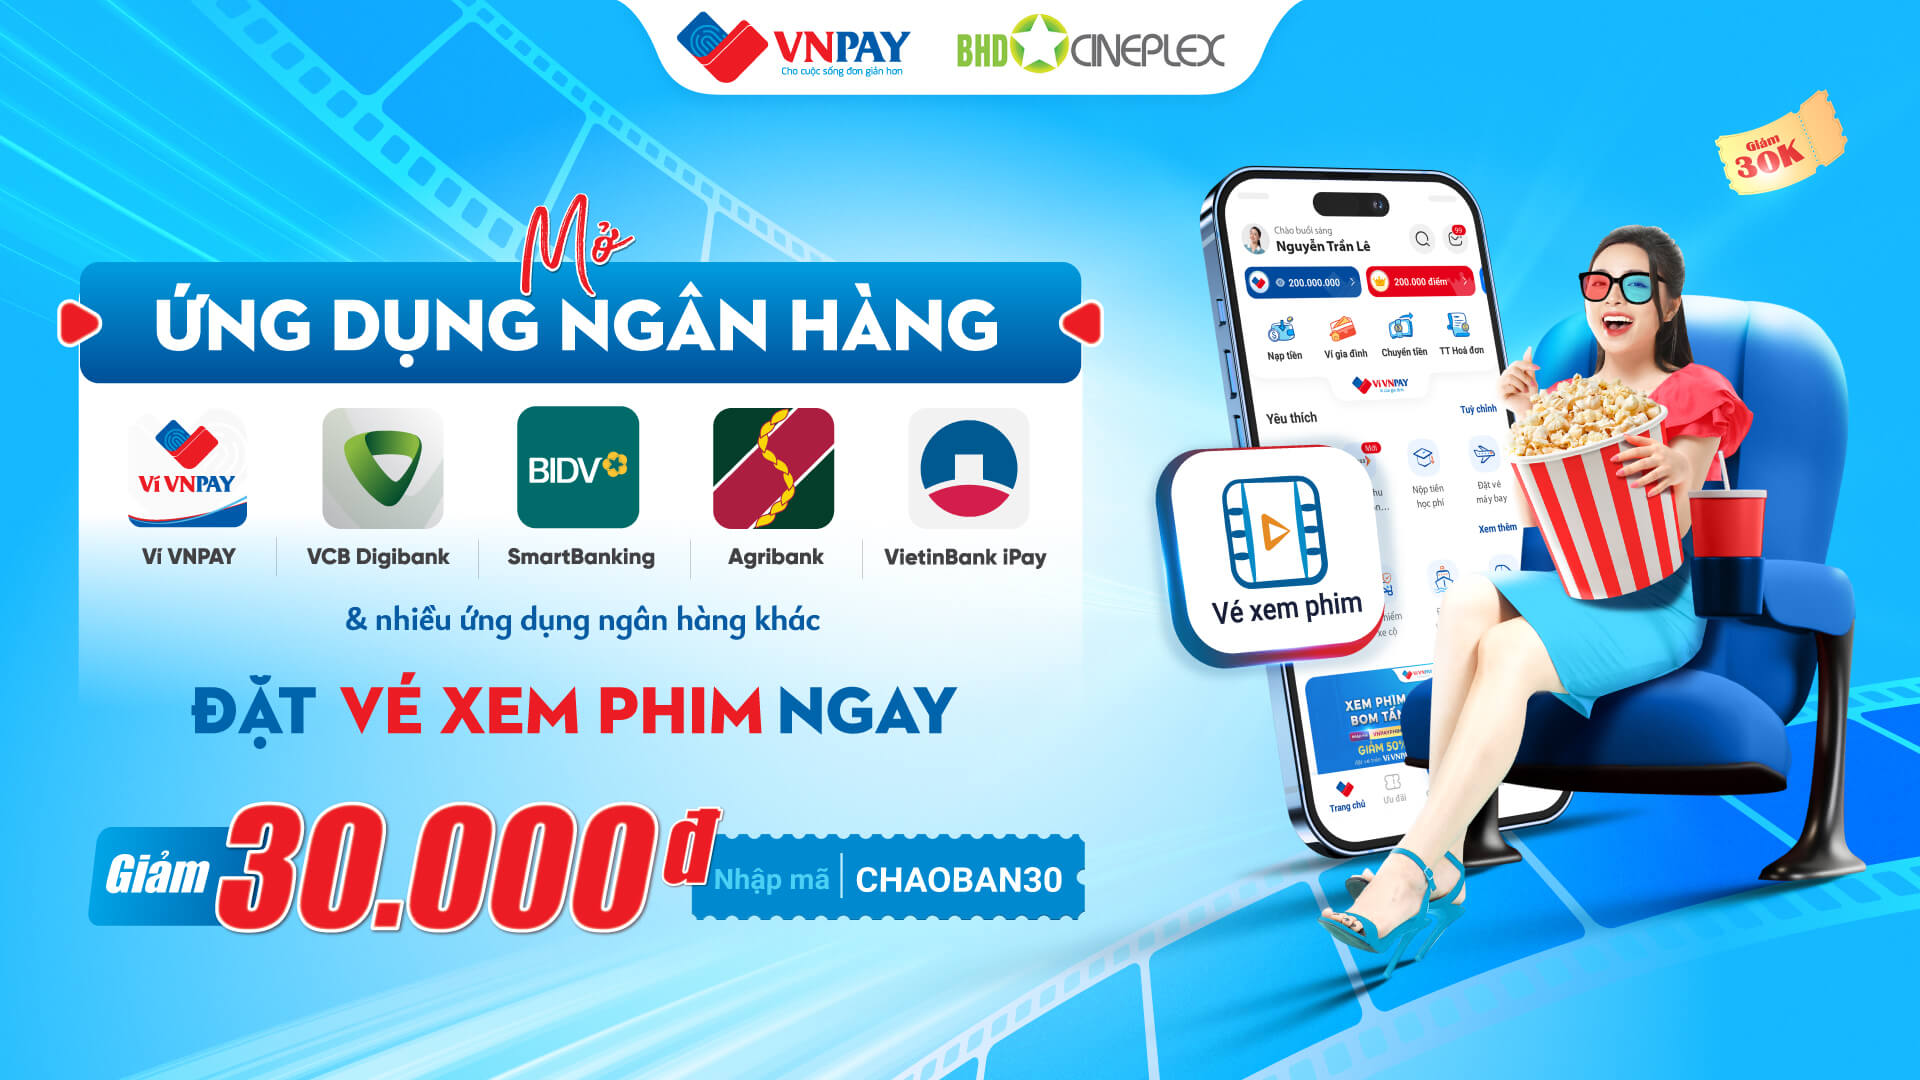 VNPAY
Cho cuộc sống đơn giản hơn
BHD CINEPLEX
Giảm
30K
Mở
ỨNG DỤNG NGÂN HÀNG
Ví VNPAY
BIDV
Ví VNPAY
VCB Digibank
SmartBanking
Agribank
VietinBank iPay
& nhiều ứng dụng ngân hàng khác
ĐẶT VÉ XEM PHIM NGAY
Giảm 30.000đ
Nhập mã CHAOBAN30
Chào buổi sáng
Nguyễn Trần Lê
99
200.000.000
200.000 điểm
Nạp tiền
Ví gia đình
Chuyển tiền
TT Hoá đơn
Ví VNPAY
Yêu thích
Tuỳ chỉnh
Mới
Nộp tiền
học phí
Đặt vé
máy bay
Xem thêm
Vé xem phim
xe cộ
XEM PHIM
BOM TẤN
GIẢM 50%
Trang chủ
Ưu đãi